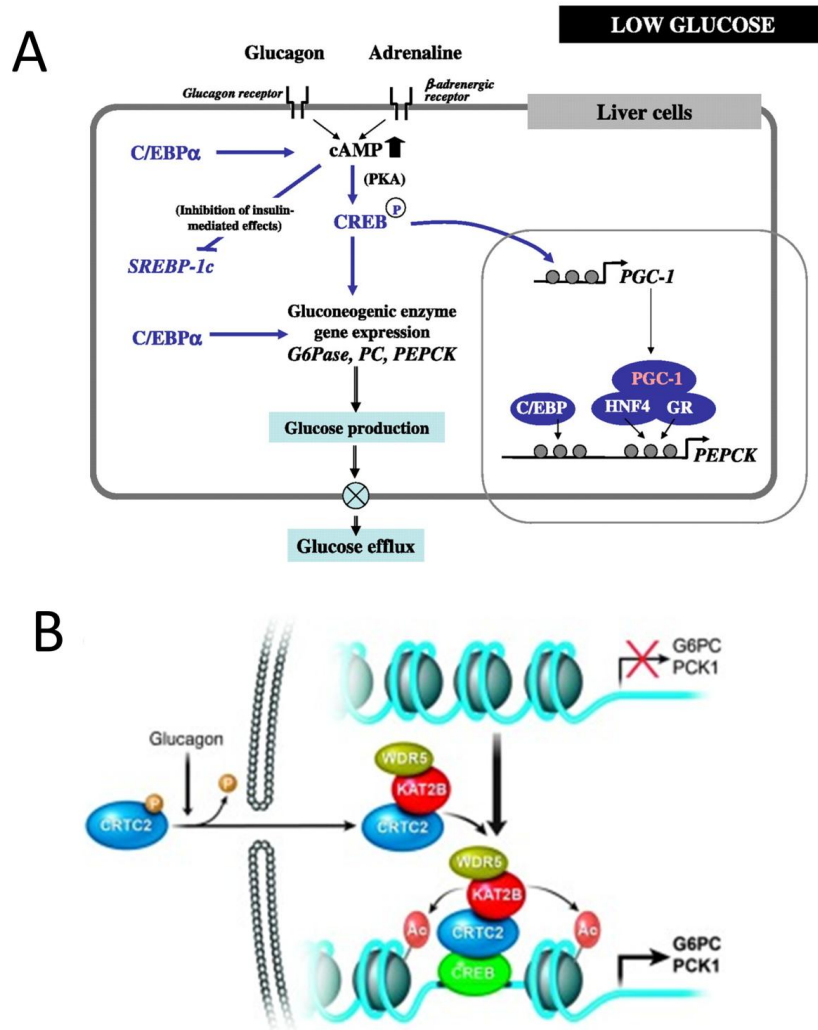 A
LOW GLUCOSE
Glucagon
Adrenaline
Glucagon receptor
β-adrenergic
receptor
Liver cells
C/EBPα
cAMP
(PKA)
(Inhibition of insulin-
mediated effects)
CREB
P
SREBP-1c
PGC-1
Gluconeogenic enzyme
gene expression
G6Pase, PC, PEPCK
C/EBPα
PGC-1
C/EBP
HNF4
GR
PEPCK
Glucose production
Glucose efflux
B
G6PC
PCK1
Glucagon
P
P
CRTC2
WDR5
KAT2B
CRTC2
WDR5
KAT2B
Ac
CRTC2
Ac
CREB
G6PC
PCK1